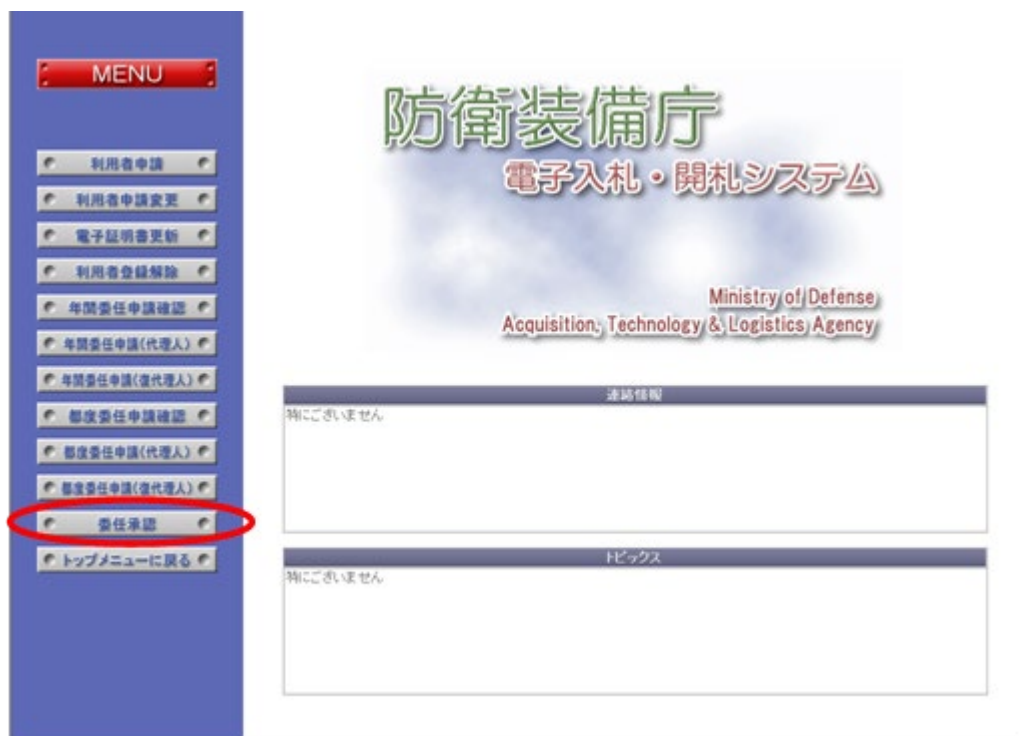 MENU
利用者申請
利用者申請変更
電子証明書更新
利用者登録解除
年間委任申請確認
年間委任申請(代理人)
年間委任申請(復代理人)
都度委任申請確認
都度委任申請(代理人)
都度委任申請(復代理人)
委任承認
トップメニューに戻る
防衛装備庁
電子入札・開札システム
Ministry of Defense
Acquisition, Technology & Logistics Agency
連絡情報
特にございません
トピックス
特にございません